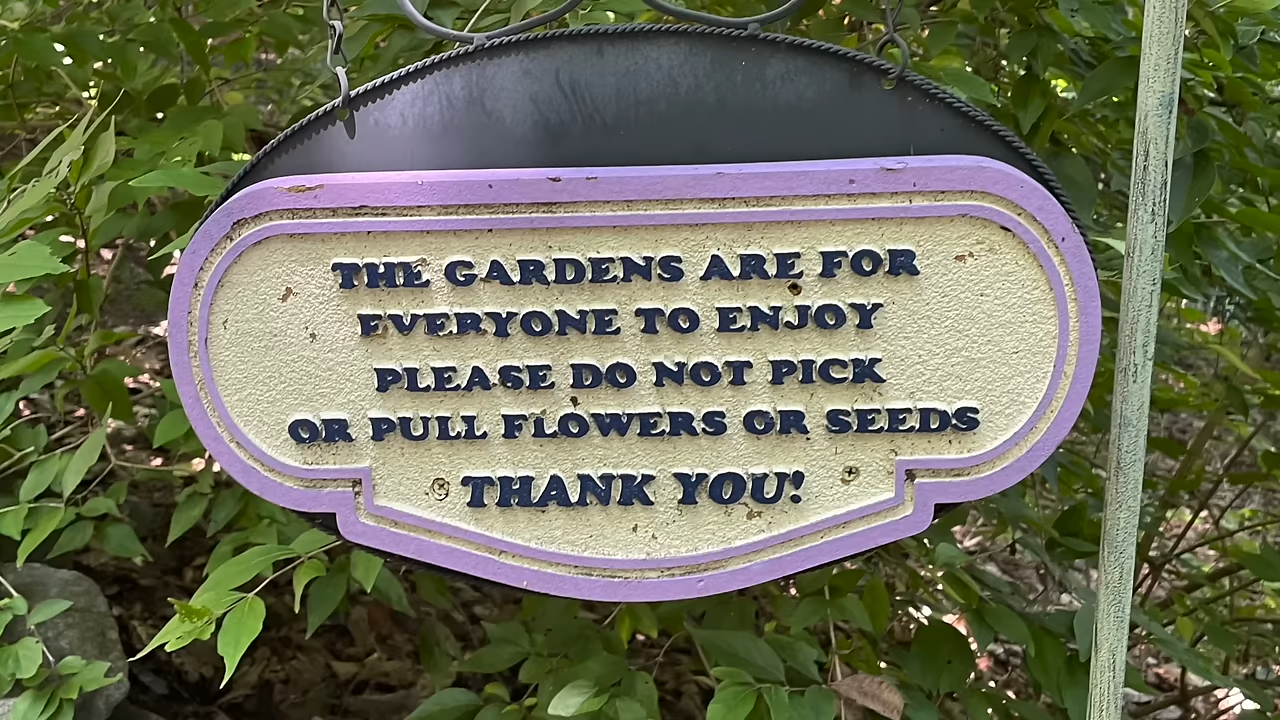 THE GARDENS ARE FOR
EVERYONE TO ENJOY
PLEASE DO NOT PICK
OR PULL FLOWERS OR SEEDS
THANK YOU!